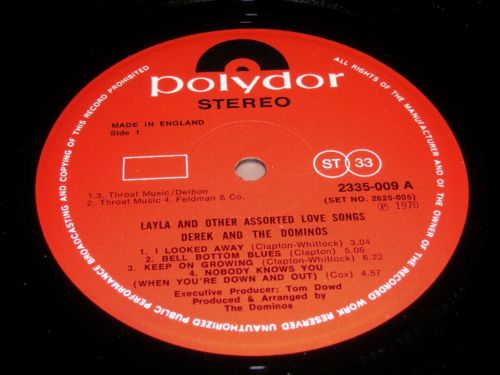 polydor
STEREO
MADE IN ENGLAND
Side 1
ST 33
1.3. Throat Music/Delbon
2. Throat Music 4. Feldman & Co.
2335-009 A
(SET NO. 2625-005)
Ⓟ 1970
LAYLA AND OTHER ASSORTED LOVE SONGS
DEREK AND THE DOMINOS
1. I LOOKED AWAY (Clapton-Whitlock) 3.04
2. BELL BOTTOM BLUES (Clapton) 5.06
3. KEEP ON GROWING (Clapton-Whitlock) 6.22
4. NOBODY KNOWS YOU
(WHEN YOU'RE DOWN AND OUT) (Cox) 4.57
Executive Producer: Tom Dowd
Produced & Arranged by
The Dominos
ALL RIGHTS OF THE MANUFACTURER AND OF THE OWNER OF THE RECORDED WORK RESERVED UNAUTHORIZED PUBLIC PERFORMANCE BROADCASTING AND COPYING OF THIS RECORD PROHIBITED